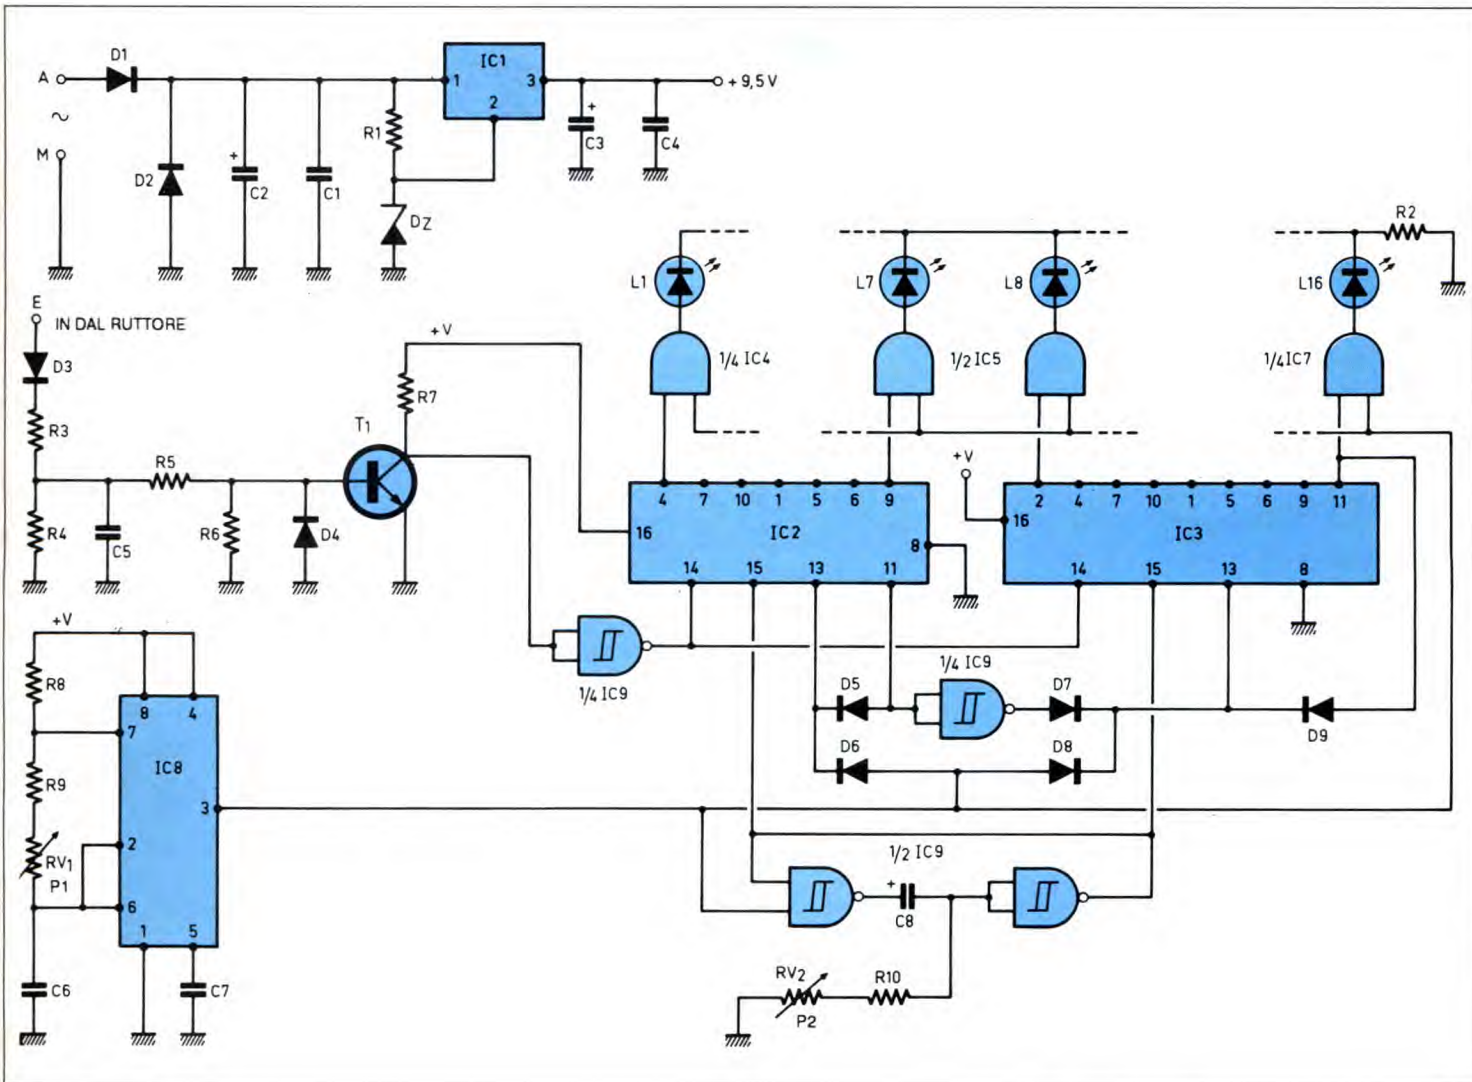 D1
IC1
A
1
3
+ 9,5 V
2
~
R1
+
C3
C4
M
D2
+
C2
C1
DZ
R2
L1
L7
L8
L16
E
IN DAL RUTTORE
+V
1/4 IC4
1/2 IC5
1/4 IC7
D3
R7
R3
T1
R5
+V
4 7 10 1 5 6 9
2 4 7 10 1 5 6 9 11
R4
C5
R6
D4
16
IC2
8
16
IC3
14 15 13 11
14 15 13 8
+V
1/4 IC9
1/4 IC9
R8
D5
D7
8 4
7
D6
D8
D9
IC8
R9
3
2
RV1
P1
1/2 IC9
6
+
C8
1 5
RV2
R10
C6
C7
P2